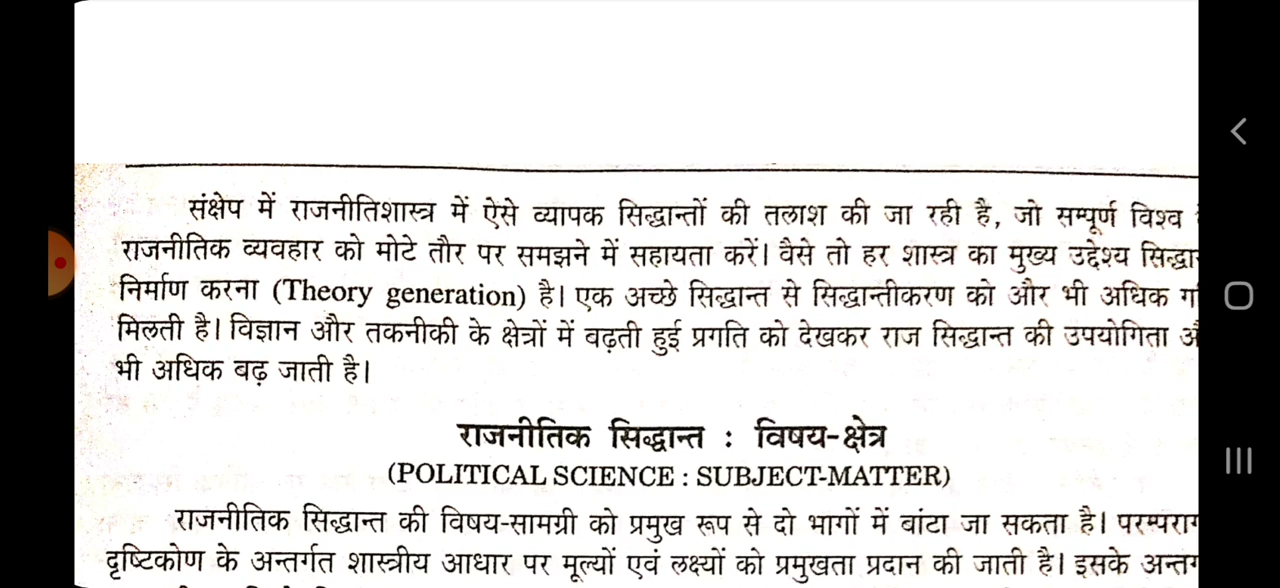 संक्षेप में राजनीतिशास्त्र में ऐसे व्यापक सिद्धान्तों की तलाश की जा रही है, जो सम्पूर्ण विश्व
राजनीतिक व्यवहार को मोटे तौर पर समझने में सहायता करें। वैसे तो हर शास्त्र का मुख्य उद्देश्य
निर्माण करना (Theory generation) है। एक अच्छे सिद्धान्त से सिद्धान्तीकरण को और भी अधिक
मिलती है। विज्ञान और तकनीकी के क्षेत्रों में बढ़ती हुई प्रगति को देखकर राज सिद्धान्त की उपयोगिता
भी अधिक बढ़ जाती है।
राजनीतिक सिद्धान्त : विषय-क्षेत्र
(POLITICAL SCIENCE : SUBJECT-MATTER)
राजनीतिक सिद्धान्त की विषय-सामग्री को प्रमुख रूप से दो भागों में बांटा जा सकता है।
दृष्टिकोण के अन्तर्गत शास्त्रीय आधार पर मूल्यों एवं लक्ष्यों को प्रमुखता प्रदान की जाती है। इसके